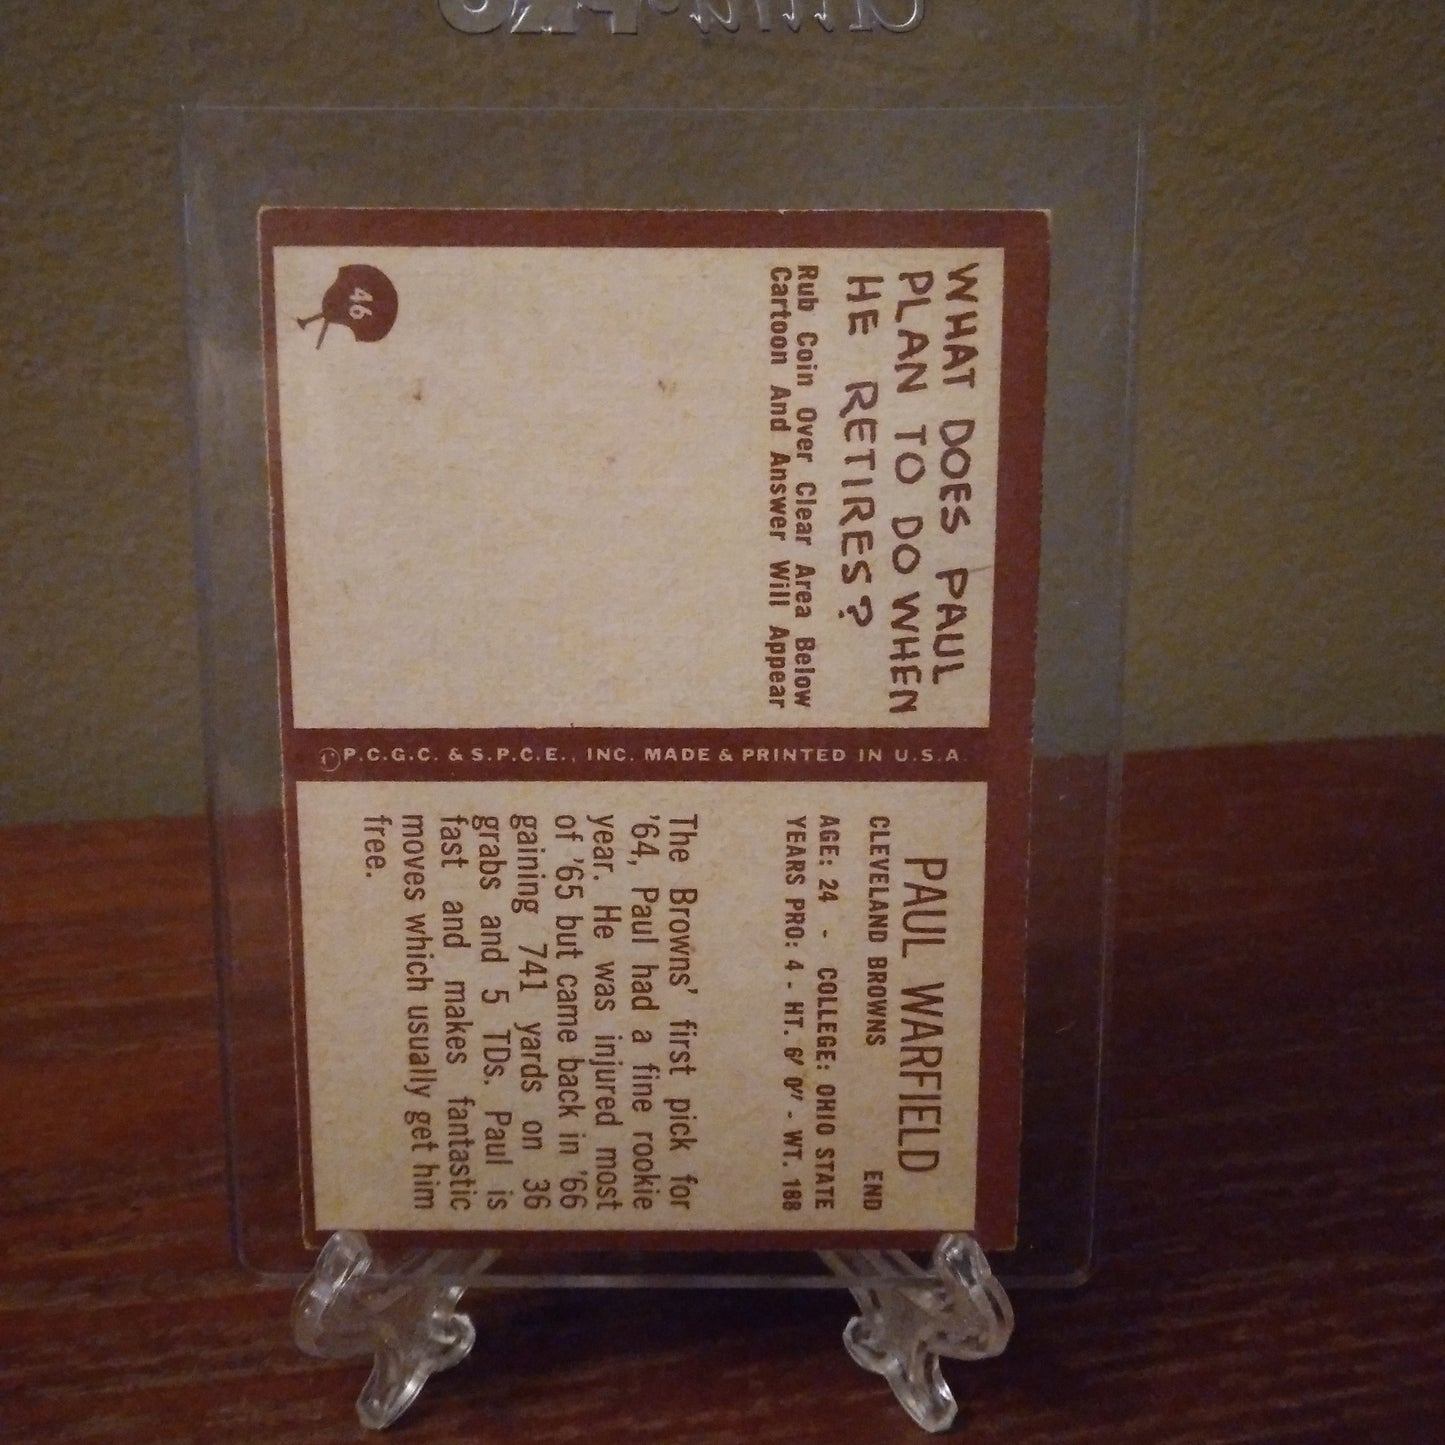 WHAT DOES PAUL
PLAN TO DO WHEN
HE RETIRES?
Rub Coin Over Clear Area Below
Cartoon And Answer Will Appear
46
©P.C.G.C. & S.P.C.E., INC. MADE & PRINTED IN U.S.A.
PAUL WARFIELD
CLEVELAND BROWNS END
AGE: 24 - COLLEGE: OHIO STATE
YEARS PRO: 4 - HT. 6' 0" - WT. 188
The Browns' first pick for
'64, Paul had a fine rookie
year. He was injured most
of '65 but came back in '66
gaining 741 yards on 36
grabs and 5 TDs. Paul is
fast and makes fantastic
moves which usually get him
free.